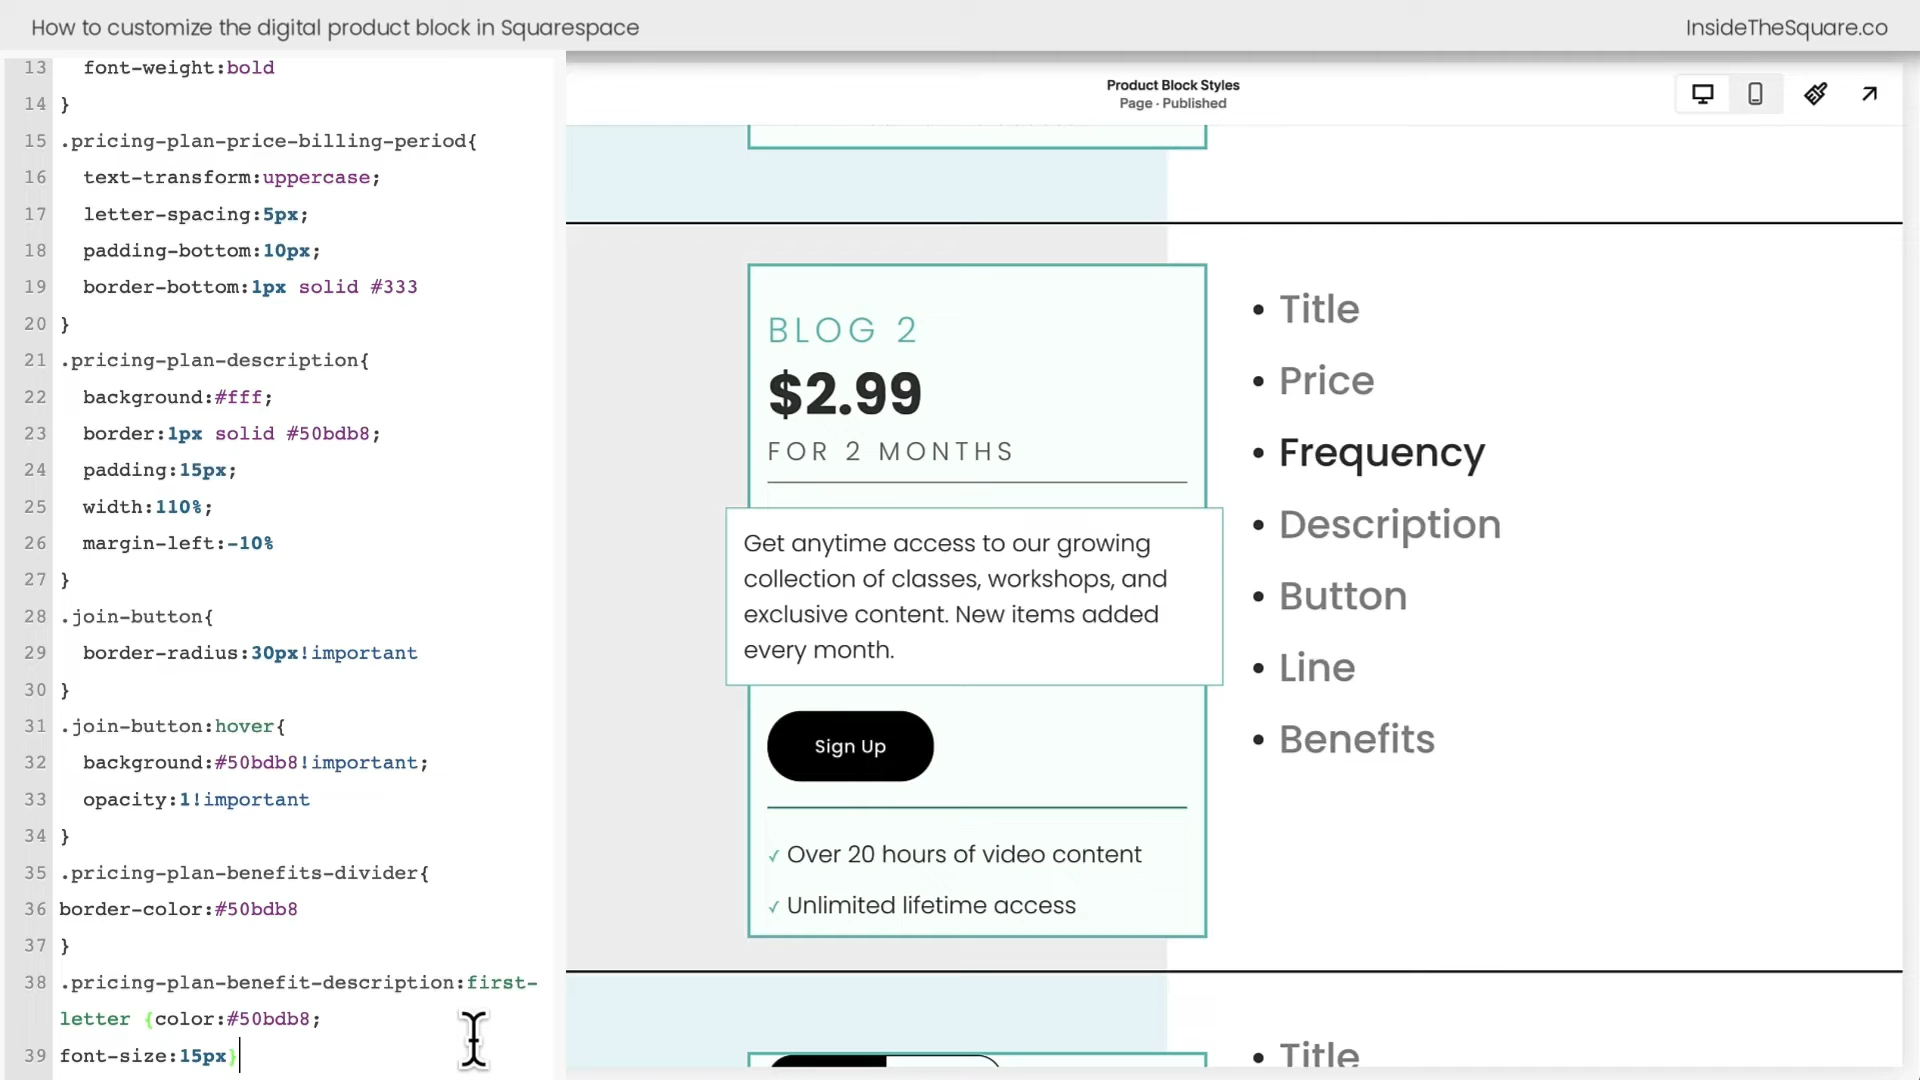 How to customize the digital product block in Squarespace
InsideTheSquare.co
13 font-weight:bold
14 }
15 .pricing-plan-price-billing-period{
16 text-transform:uppercase;
17 letter-spacing:5px;
18 padding-bottom:10px;
19 border-bottom:1px solid #333
20 }
21 .pricing-plan-description{
22 background:#fff;
23 border:1px solid #50bdb8;
24 padding:15px;
25 width:110%;
26 margin-left:-10%
27 }
28 .join-button{
29 border-radius:30px!important
30 }
31 .join-button:hover{
32 background:#50bdb8!important;
33 opacity:1!important
34 }
35 .pricing-plan-benefits-divider{
36 border-color:#50bdb8
37 }
38 .pricing-plan-benefit-description:first-
letter {color:#50bdb8;
39 font-size:15px}
Product Block Styles
Page · Published
BLOG 2
$2.99
FOR 2 MONTHS
Get anytime access to our growing
collection of classes, workshops, and
exclusive content. New items added
every month.
Sign Up
✓ Over 20 hours of video content
✓ Unlimited lifetime access
• Title
• Price
• Frequency
• Description
• Button
• Line
• Benefits
• Title